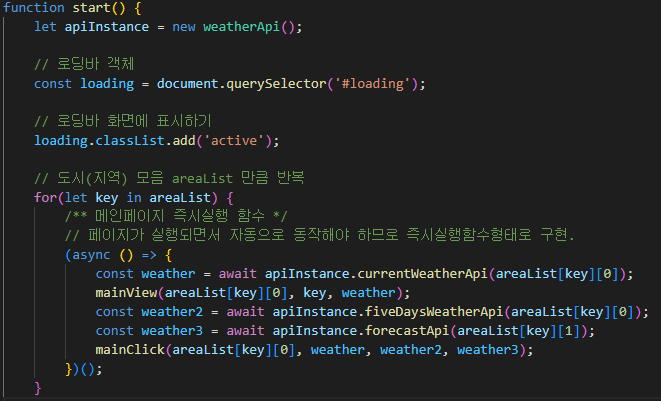 function start() {
    let apiInstance = new weatherApi();

    // 로딩바 객체
    const loading = document.querySelector('#loading');

    // 로딩바 화면에 표시하기
    loading.classList.add('active');

    // 도시(지역) 모음 areaList 만큼 반복
    for(let key in areaList) {
        /** 메인페이지 즉시실행 함수 */
        // 페이지가 실행되면서 자동으로 동작해야 하므로 즉시실행함수형태로 구현.
        (async () => {
            const weather = await apiInstance.currentWeatherApi(areaList[key][0]);
            mainView(areaList[key][0], key, weather);
            const weather2 = await apiInstance.fiveDaysWeatherApi(areaList[key][0]);
            const weather3 = await apiInstance.forecastApi(areaList[key][1]);
            mainClick(areaList[key][0], weather, weather2, weather3);
        })();
    }